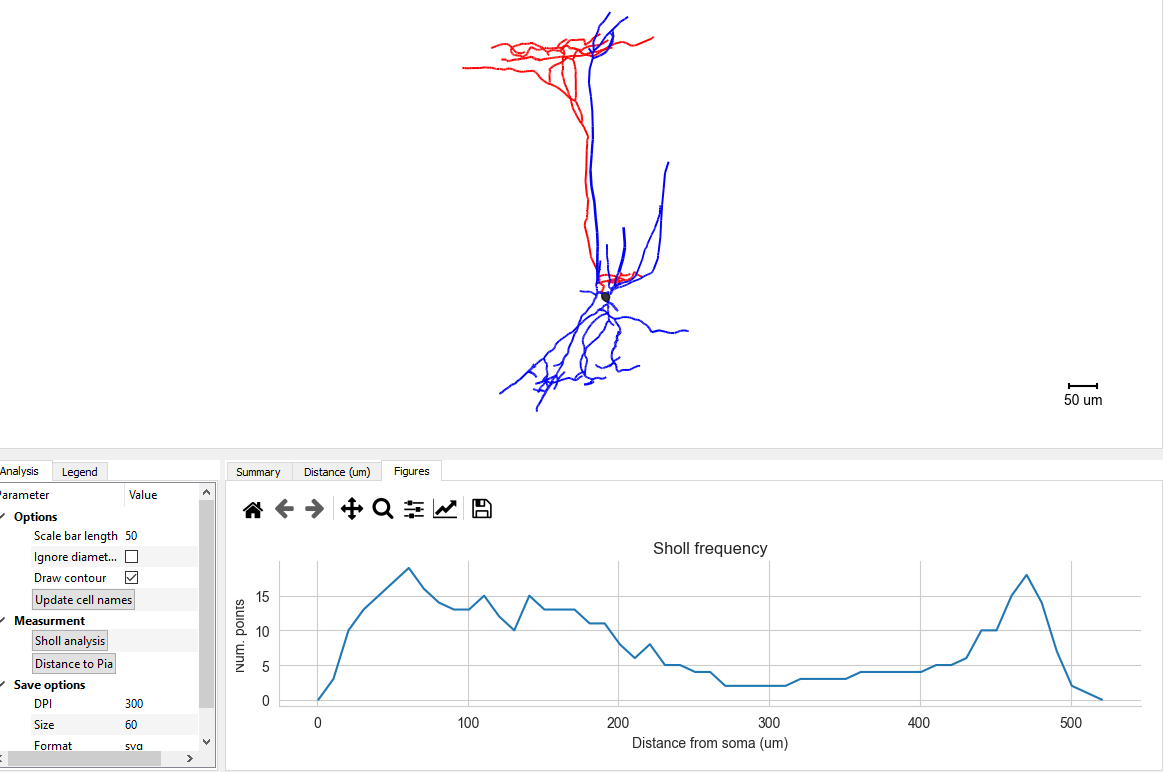 50 um
Analysis Legend
Parameter Value
Options
Scale bar length 50
Ignore diamet...
Draw contour
Update cell names
Measurment
Sholl analysis
Distance to Pia
Save options
DPI 300
Size 60
Format svg
Summary Distance (um) Figures
Sholl frequency
Num. points
15
10
5
0
0 100 200 300 400 500
Distance from soma (um)